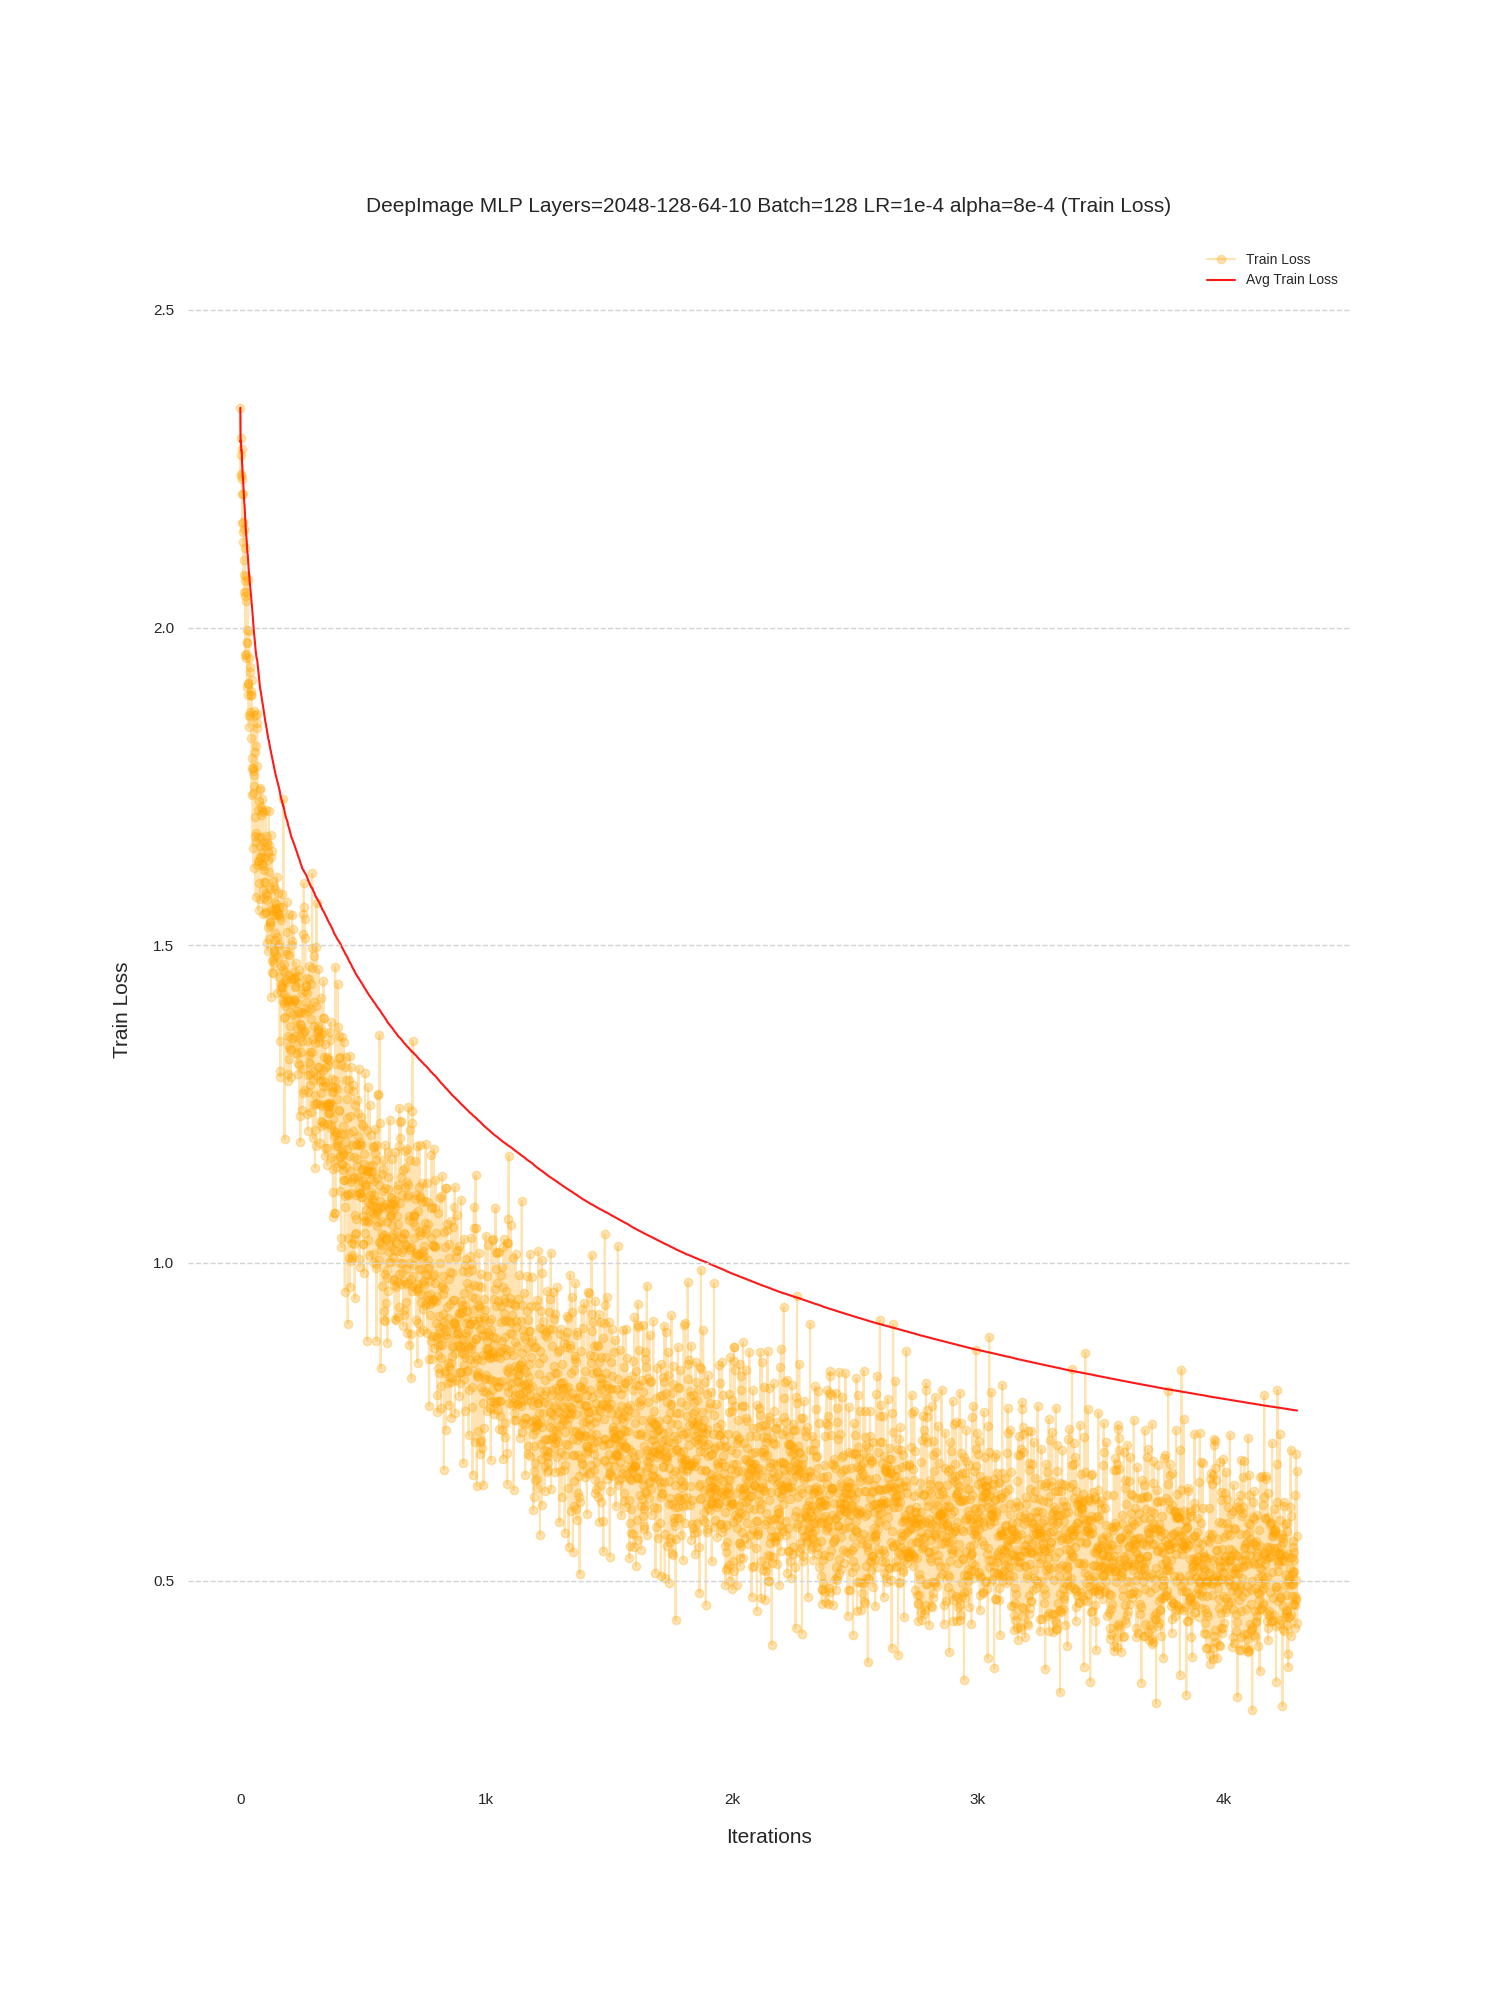 DeepImage MLP Layers=2048-128-64-10 Batch=128 LR=1e-4 alpha=8e-4 (Train Loss)
Train Loss
Avg Train Loss
2.5
2.0
1.5
1.0
0.5
Train Loss
0 1k 2k 3k 4k
Iterations